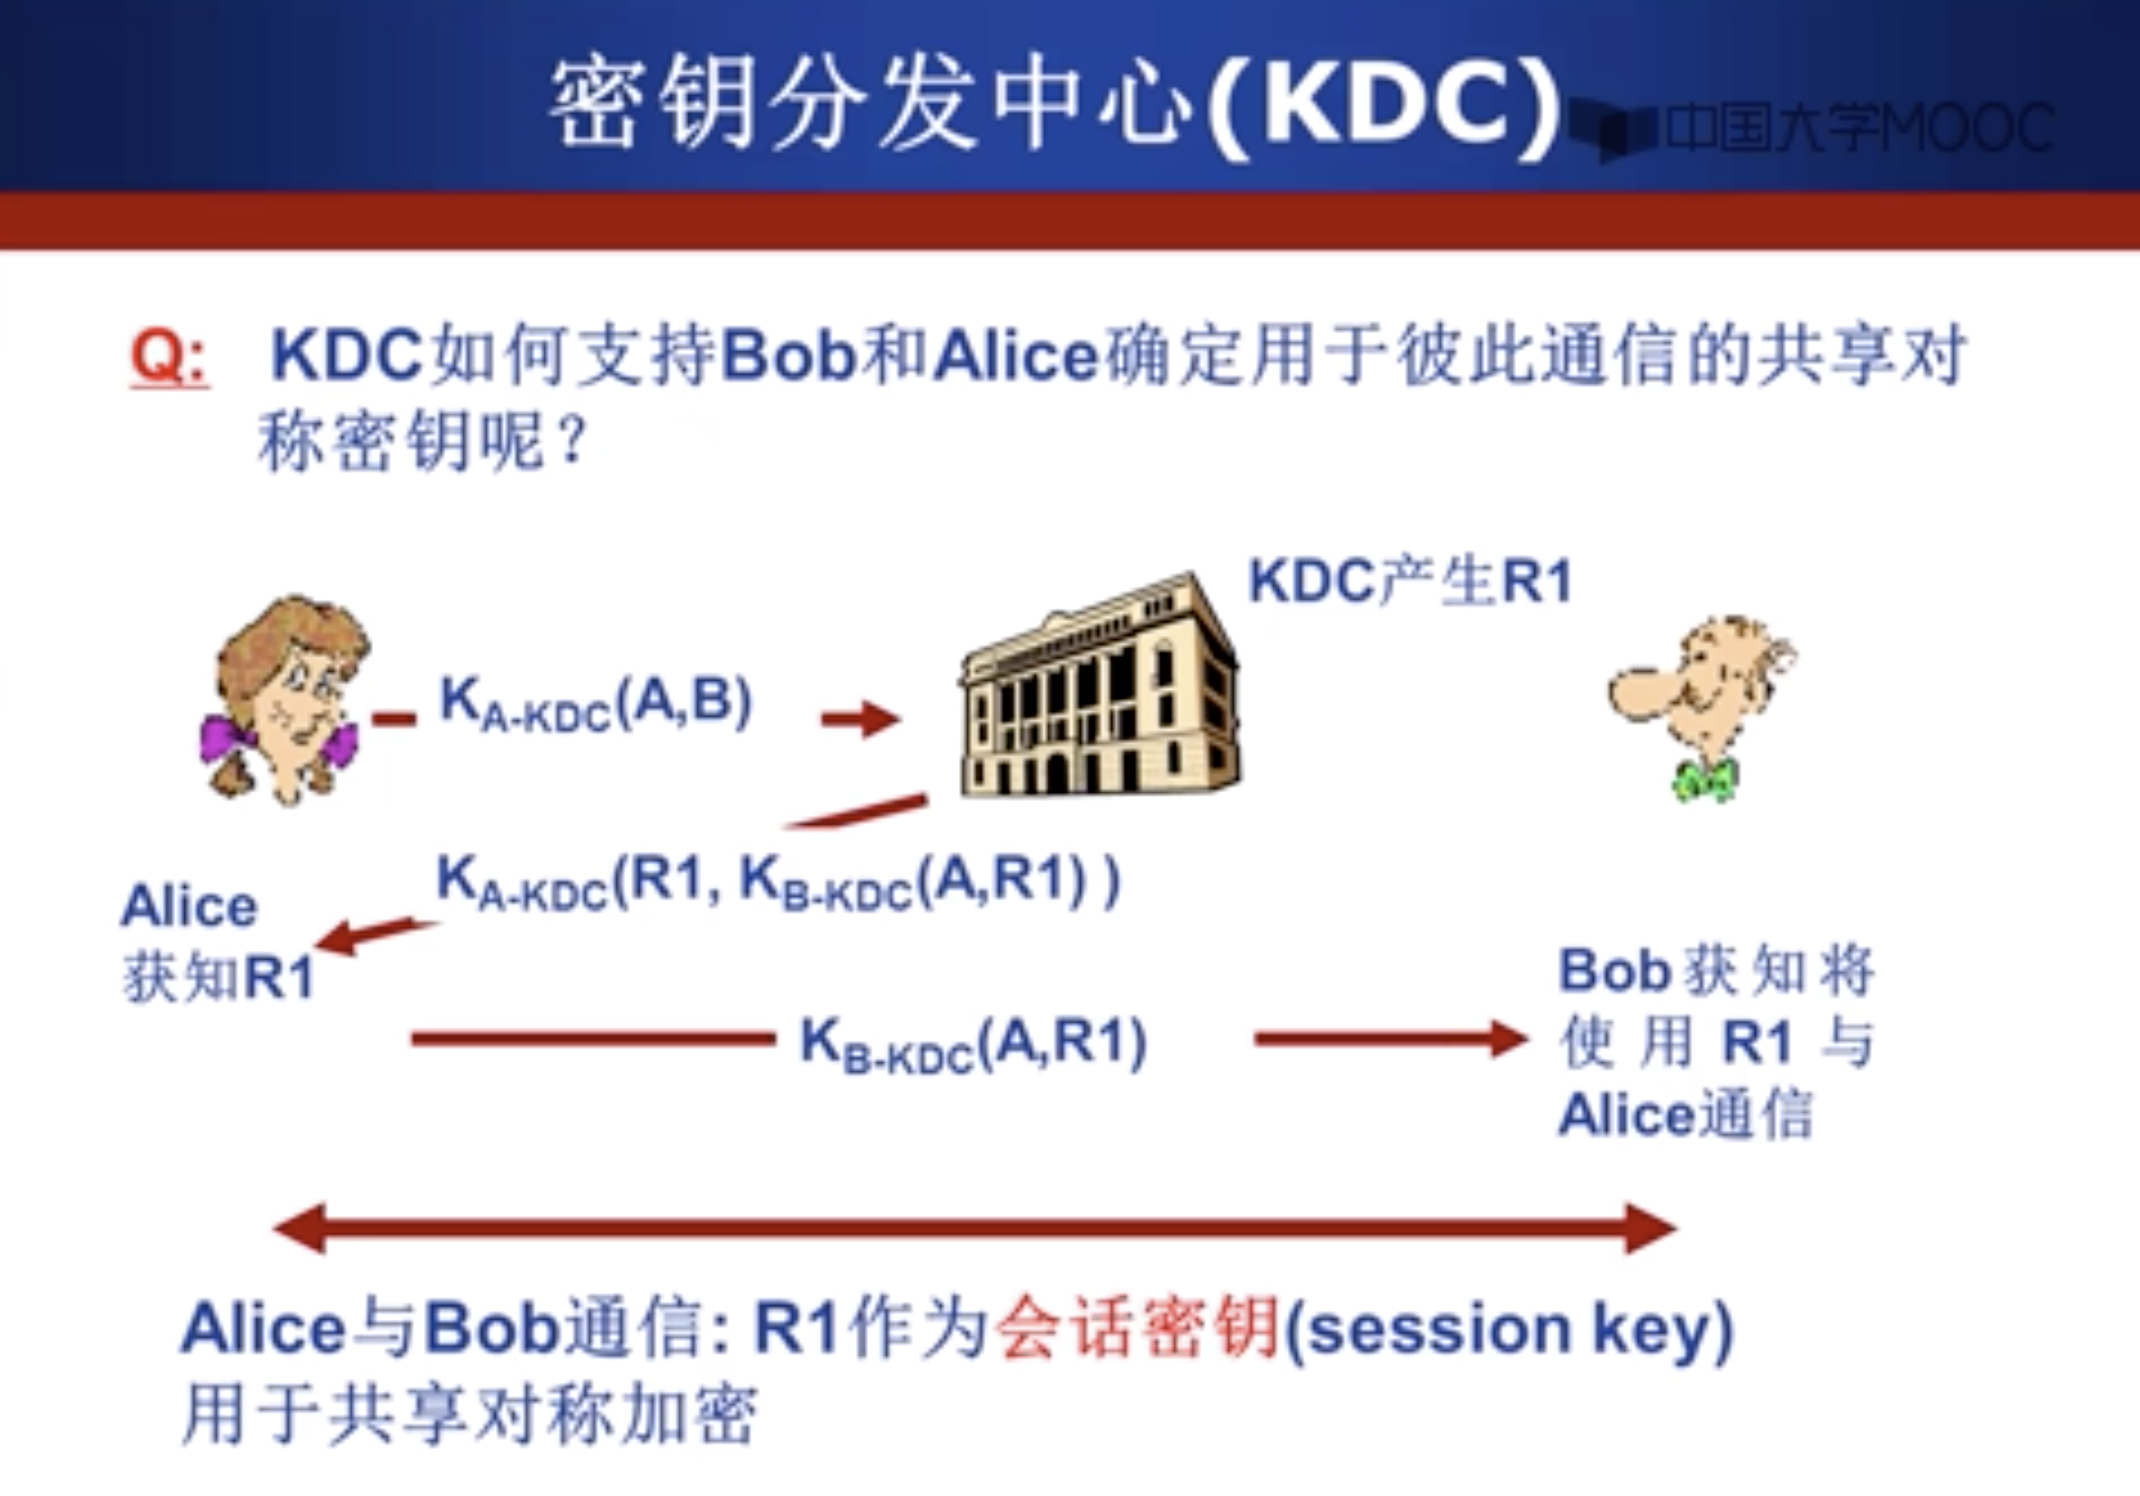 密钥分发中心(KDC)
中国大学MOOC
Q: KDC如何支持Bob和Alice确定用于彼此通信的共享对
称密钥呢？
KDC产生R1
KA-KDC(A,B)
KA-KDC(R1, KB-KDC(A,R1) )
Alice
获知R1
KB-KDC(A,R1)
Bob获知将
使用R1与
Alice通信
Alice与Bob通信: R1作为会话密钥(session key)
用于共享对称加密